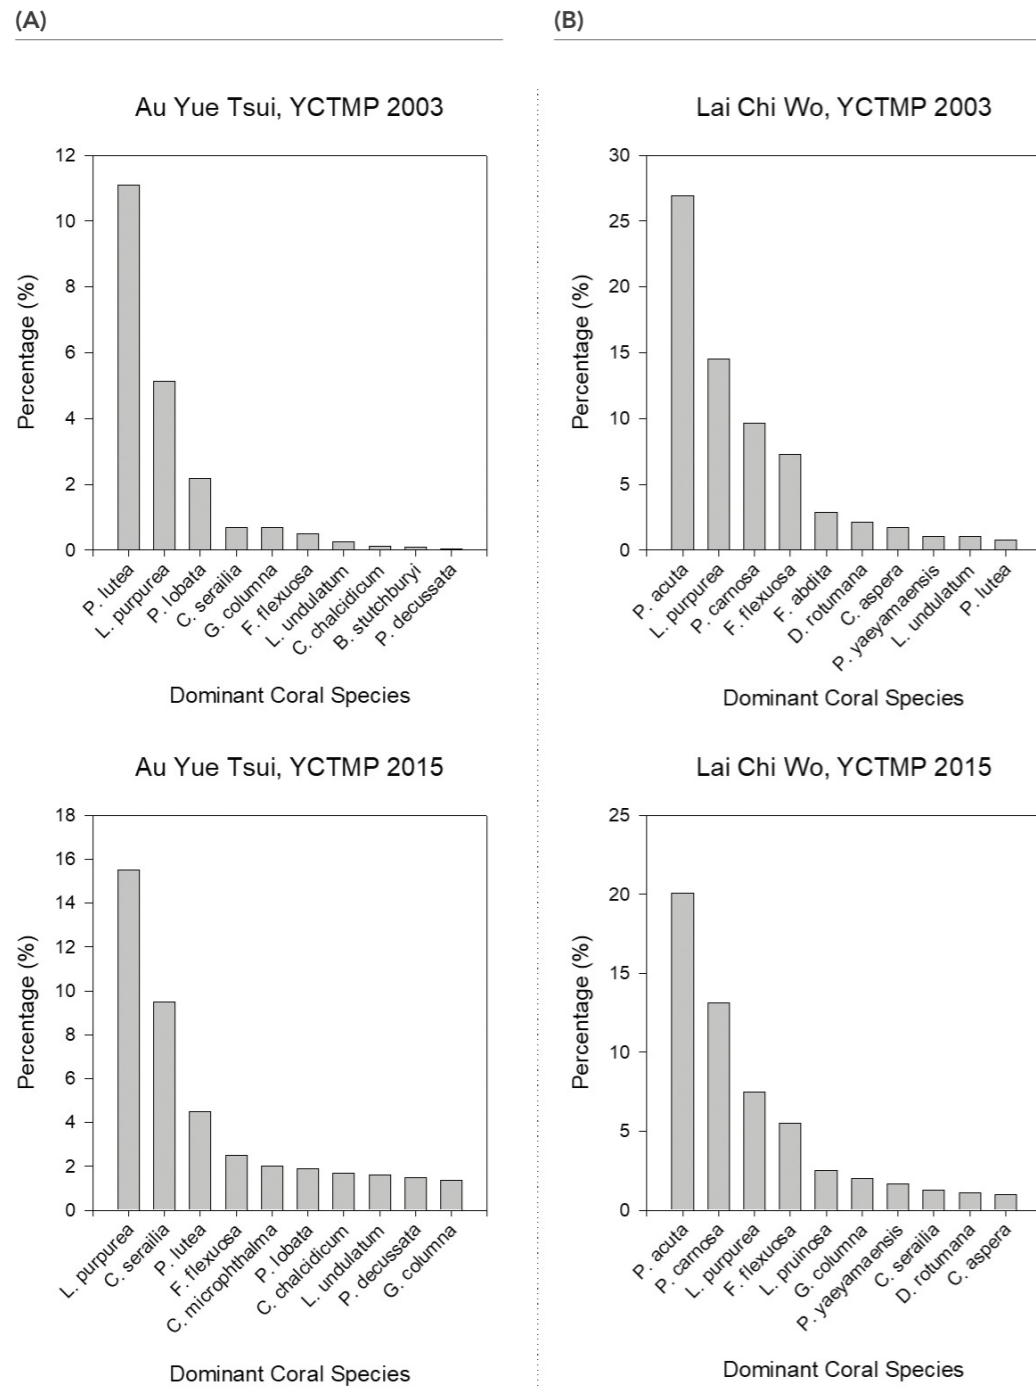 (A)
Au Yue Tsui, YCTMP 2003
Percentage (%)
12
10
8
6
4
2
0
P. lutea
L. purpurea
P. lobata
C. serailia
G. columna
F. flexuosa
L. undulatum
C. chalcidicum
B. stutchburyi
P. decussata
Dominant Coral Species
Au Yue Tsui, YCTMP 2015
Percentage (%)
18
16
14
12
10
8
6
4
2
0
L. purpurea
C. serailia
P. lutea
F. flexuosa
C. microphthalma
P. lobata
C. chalcidicum
L. undulatum
P. decussata
G. columna
Dominant Coral Species
(B)
Lai Chi Wo, YCTMP 2003
Percentage (%)
30
25
20
15
10
5
0
P. acuta
L. purpurea
P. carnosa
F. flexuosa
F. abdita
D. rotumana
C. aspera
P. yaeyamaensis
L. undulatum
P. lutea
Dominant Coral Species
Lai Chi Wo, YCTMP 2015
Percentage (%)
25
20
15
10
5
0
P. acuta
P. carnosa
L. purpurea
F. flexuosa
L. pruinosa
G. columna
P. yaeyamaensis
C. serailia
D. rotumana
C. aspera
Dominant Coral Species